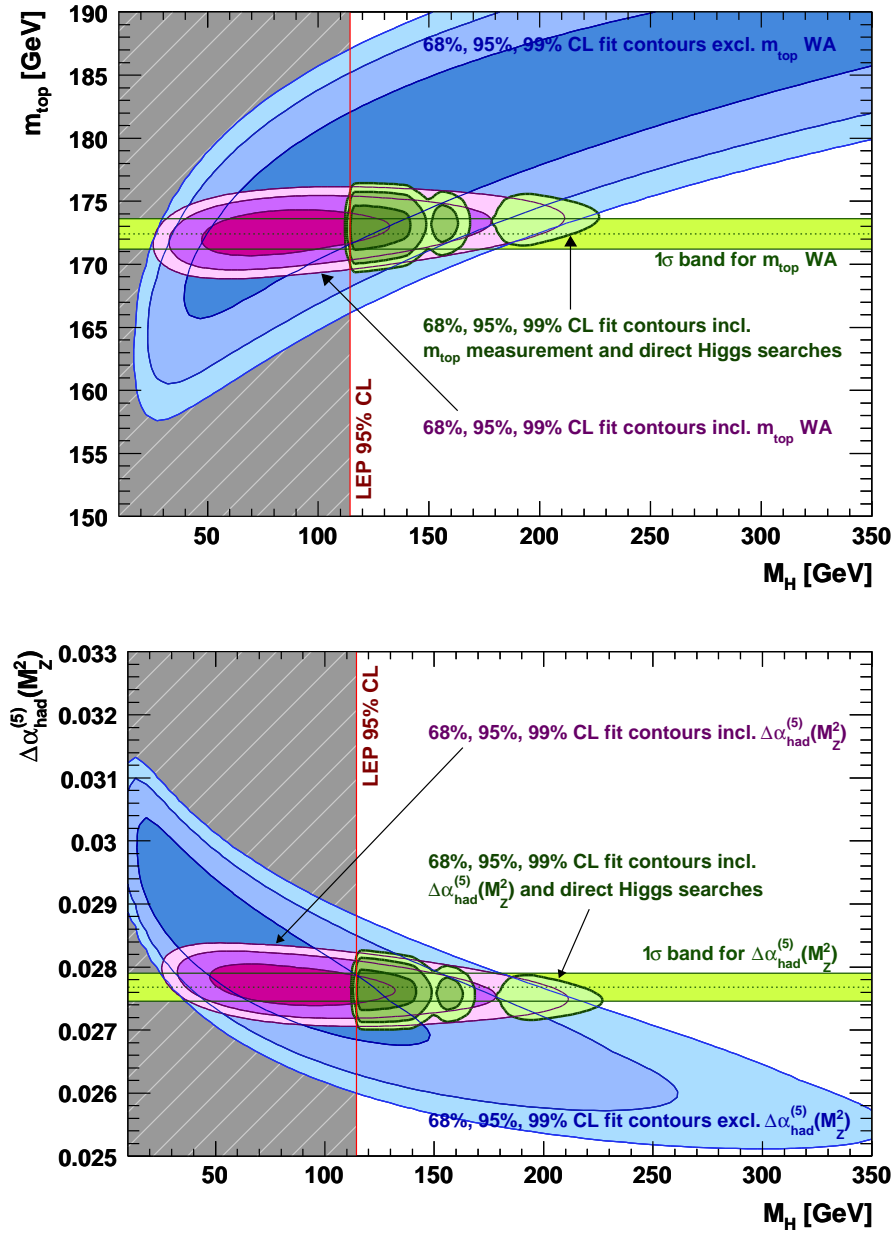 m_top [GeV]
190
185
180
175
170
165
160
155
150
68%, 95%, 99% CL fit contours excl. m_top WA
1σ band for m_top WA
68%, 95%, 99% CL fit contours incl.
m_top measurement and direct Higgs searches
68%, 95%, 99% CL fit contours incl. m_top WA
LEP 95% CL
50 100 150 200 250 300 350
M_H [GeV]
Δα_had^(5)(M_Z^2)
0.033
0.032
0.031
0.03
0.029
0.028
0.027
0.026
0.025
LEP 95% CL
68%, 95%, 99% CL fit contours incl. Δα_had^(5)(M_Z^2)
68%, 95%, 99% CL fit contours incl.
Δα_had^(5)(M_Z^2) and direct Higgs searches
1σ band for Δα_had^(5)(M_Z^2)
68%, 95%, 99% CL fit contours excl. Δα_had^(5)(M_Z^2)
50 100 150 200 250 300 350
M_H [GeV]